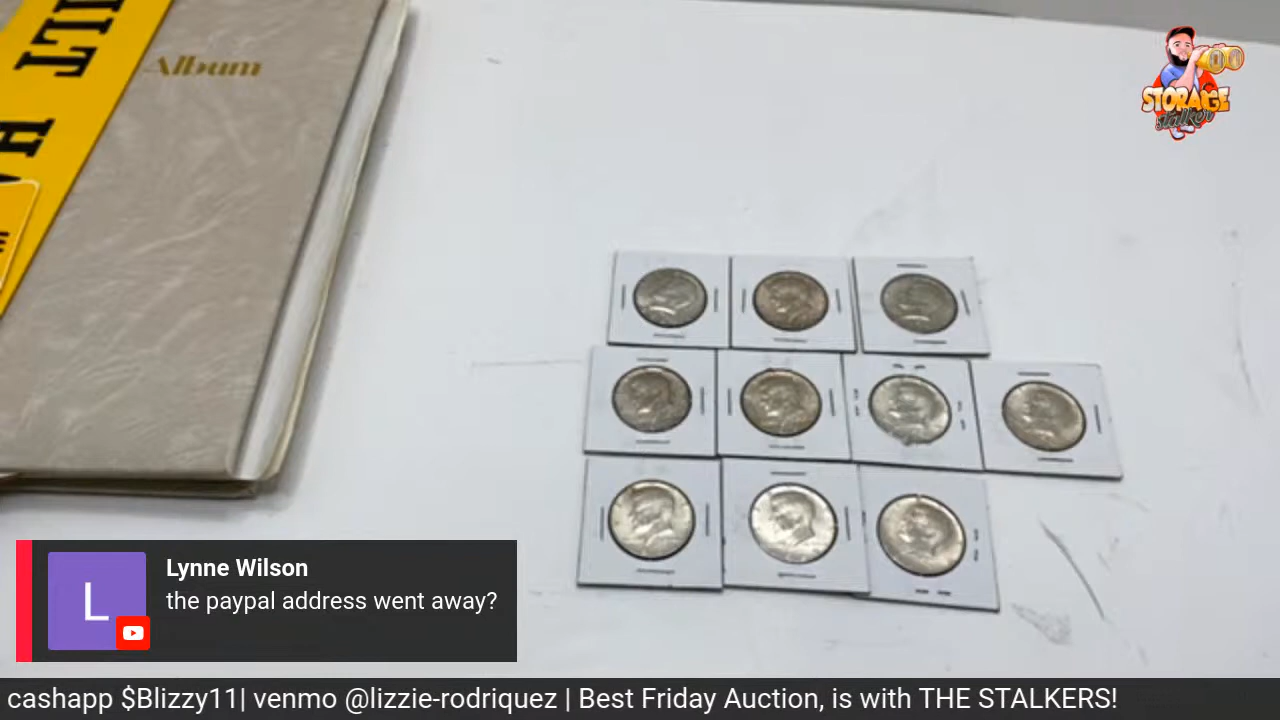 Album
STORAGE
stalker
L
Lynne Wilson
the paypal address went away?
cashapp $Blizzy11| venmo @lizzie-rodriquez | Best Friday Auction, is with THE STALKERS!